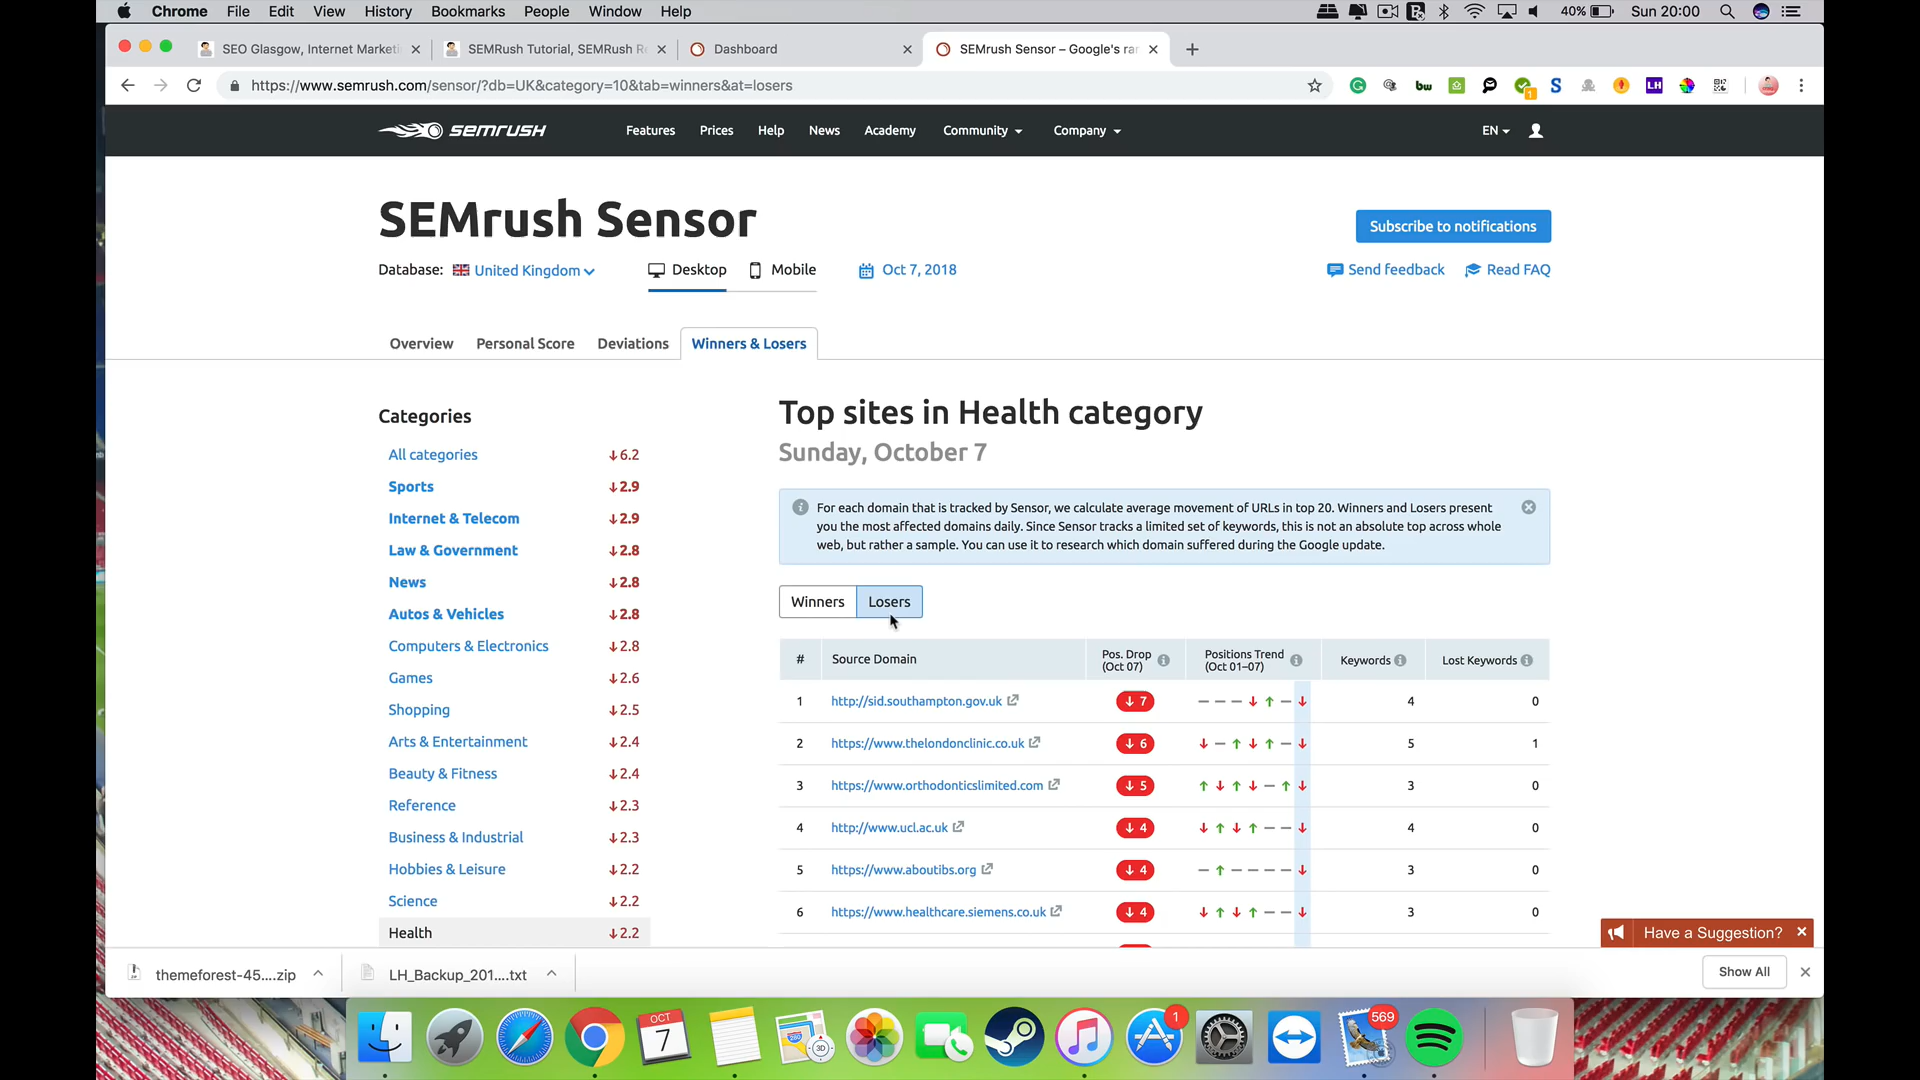 Chrome File Edit View History Bookmarks People Window Help 40% Sun 20:00
SEO Glasgow, Internet Marketi SEMRush Tutorial, SEMRush R Dashboard SEMrush Sensor – Google's ra
https://www.semrush.com/sensor/?db=UK&category=10&tab=winners&at=losers
bw 1 S LH
SEMRUSH Features Prices Help News Academy Community Company EN
SEMrush Sensor
Subscribe to notifications
Database: United Kingdom Desktop Mobile Oct 7, 2018 Send feedback Read FAQ
Overview Personal Score Deviations Winners & Losers
Categories
All categories ↓6.2
Sports ↓2.9
Internet & Telecom ↓2.9
Law & Government ↓2.8
News ↓2.8
Autos & Vehicles ↓2.8
Computers & Electronics ↓2.8
Games ↓2.6
Shopping ↓2.5
Arts & Entertainment ↓2.4
Beauty & Fitness ↓2.4
Reference ↓2.3
Business & Industrial ↓2.3
Hobbies & Leisure ↓2.2
Science ↓2.2
Health ↓2.2
Top sites in Health category
Sunday, October 7
For each domain that is tracked by Sensor, we calculate average movement of URLs in top 20. Winners and Losers present
you the most affected domains daily. Since Sensor tracks a limited set of keywords, this is not an absolute top across whole
web, but rather a sample. You can use it to research which domain suffered during the Google update.
Winners Losers
# Source Domain Pos. Drop (Oct 07) Positions Trend (Oct 01–07) Keywords Lost Keywords
1 http://sid.southampton.gov.uk ↓ 7 – – – ↓ ↑ – ↓ 4 0
2 https://www.thelondonclinic.co.uk ↓ 6 ↓ – ↑ ↓ ↑ – ↓ 5 1
3 https://www.orthodonticslimited.com ↓ 5 ↑ ↓ ↑ ↓ – ↑ ↓ 3 0
4 http://www.ucl.ac.uk ↓ 4 ↓ ↑ ↓ ↑ – – ↓ 4 0
5 https://www.aboutibs.org ↓ 4 – ↑ – – – – ↓ 3 0
6 https://www.healthcare.siemens.co.uk ↓ 4 ↓ ↑ ↓ ↑ – – ↓ 3 0
Have a Suggestion?
themeforest-45....zip LH_Backup_201....txt Show All
OCT
7
3D
1
569